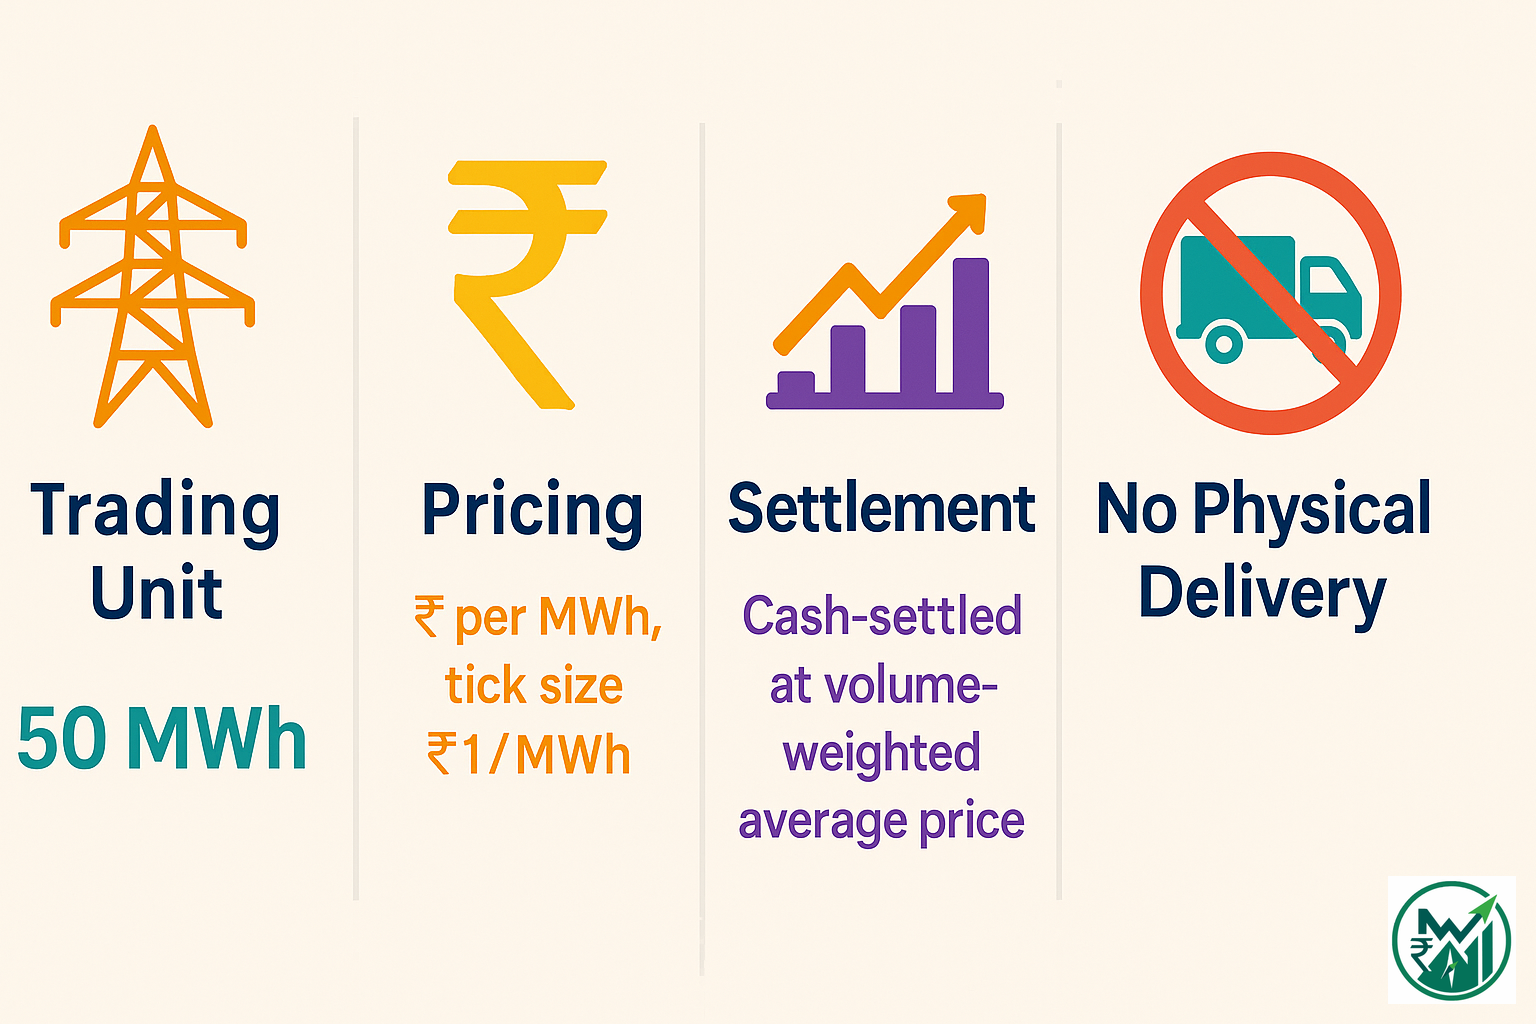 Trading
Unit
50 MWh
Pricing
₹ per MWh,
tick size
₹1/MWh
Settlement
Cash-settled
at volume-
weighted
average price
No Physical
Delivery